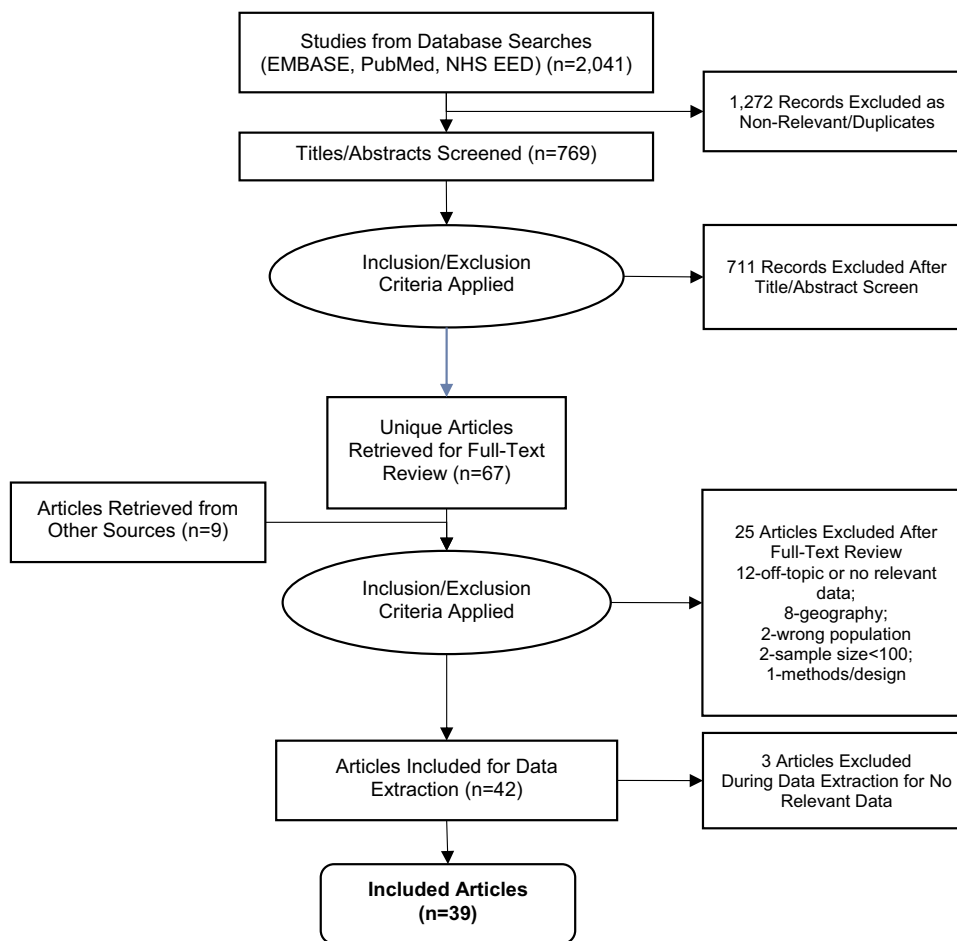 Studies from Database Searches
(EMBASE, PubMed, NHS EED) (n=2,041)
1,272 Records Excluded as
Non-Relevant/Duplicates
Titles/Abstracts Screened (n=769)
Inclusion/Exclusion
Criteria Applied
711 Records Excluded After
Title/Abstract Screen
Unique Articles
Retrieved for Full-Text
Review (n=67)
Articles Retrieved from
Other Sources (n=9)
Inclusion/Exclusion
Criteria Applied
25 Articles Excluded After
Full-Text Review
12-off-topic or no relevant
data;
8-geography;
2-wrong population
2-sample size<100;
1-methods/design
Articles Included for Data
Extraction (n=42)
3 Articles Excluded
During Data Extraction for No
Relevant Data
Included Articles
(n=39)